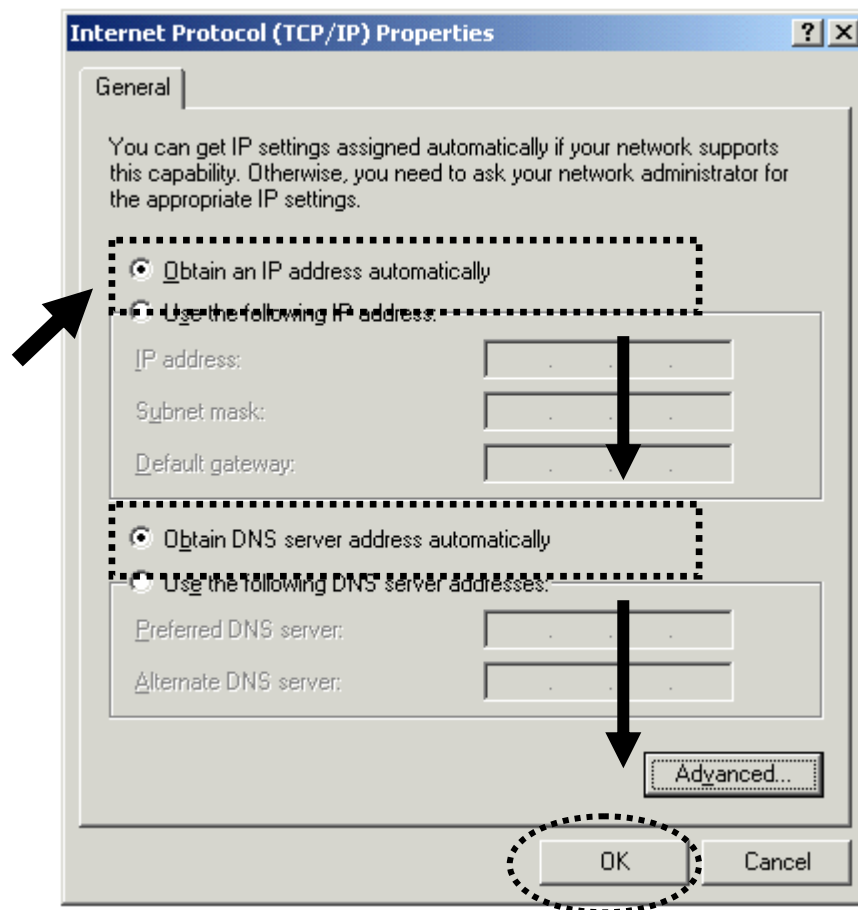 Internet Protocol (TCP/IP) Properties
General
You can get IP settings assigned automatically if your network supports
this capability. Otherwise, you need to ask your network administrator for
the appropriate IP settings.
Obtain an IP address automatically
Use the following IP address:
IP address:
Subnet mask:
Default gateway:
Obtain DNS server address automatically
Use the following DNS server addresses:
Preferred DNS server:
Alternate DNS server:
Advanced...
OK
Cancel